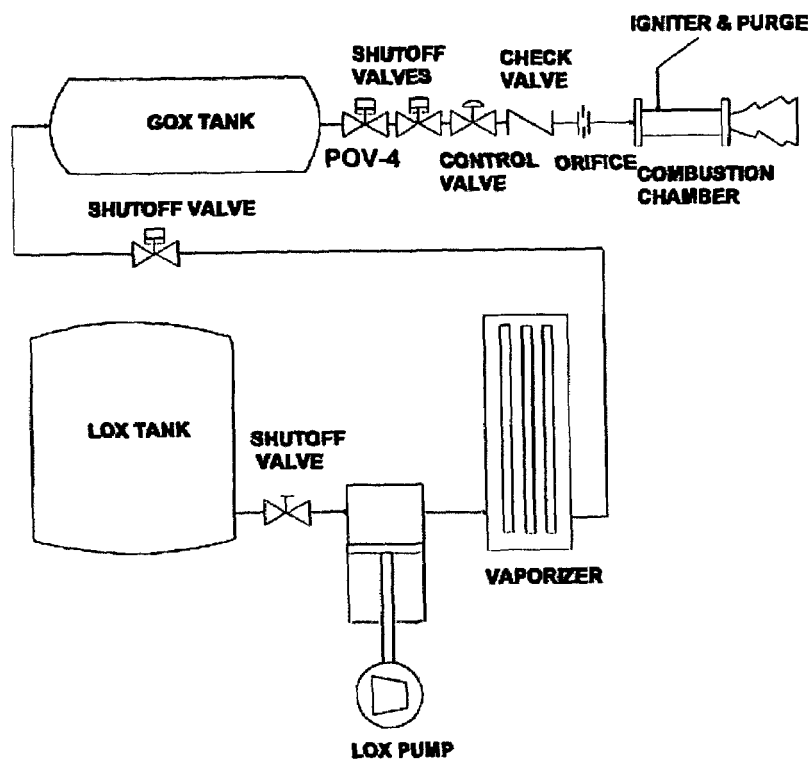 IGNITER & PURGE
SHUTOFF
VALVES
CHECK
VALVE
GOX TANK
POV-4
CONTROL
VALVE
ORIFICE
COMBUSTION
CHAMBER
SHUTOFF VALVE
LOX TANK
SHUTOFF
VALVE
VAPORIZER
LOX PUMP